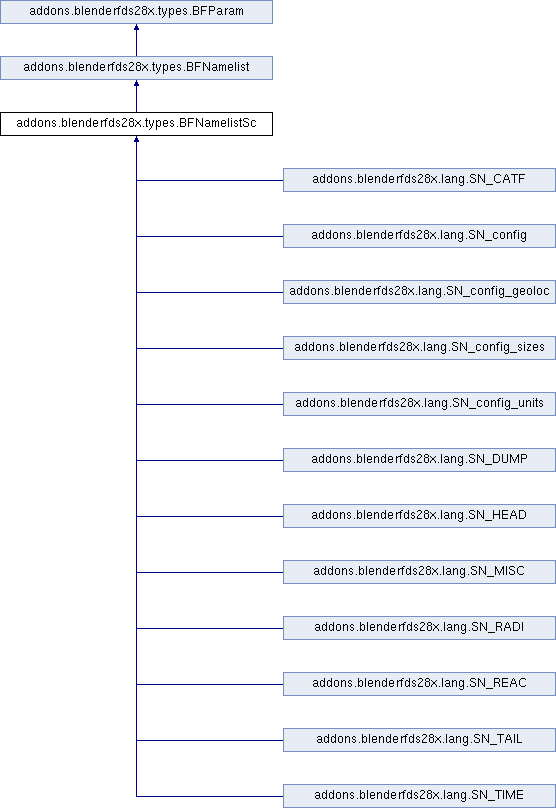 addons.blenderfds28x.types.BFParam
addons.blenderfds28x.types.BFNamelist
addons.blenderfds28x.types.BFNamelistSc
addons.blenderfds28x.lang.SN_CATF
addons.blenderfds28x.lang.SN_config
addons.blenderfds28x.lang.SN_config_geoloc
addons.blenderfds28x.lang.SN_config_sizes
addons.blenderfds28x.lang.SN_config_units
addons.blenderfds28x.lang.SN_DUMP
addons.blenderfds28x.lang.SN_HEAD
addons.blenderfds28x.lang.SN_MISC
addons.blenderfds28x.lang.SN_RADI
addons.blenderfds28x.lang.SN_REAC
addons.blenderfds28x.lang.SN_TAIL
addons.blenderfds28x.lang.SN_TIME